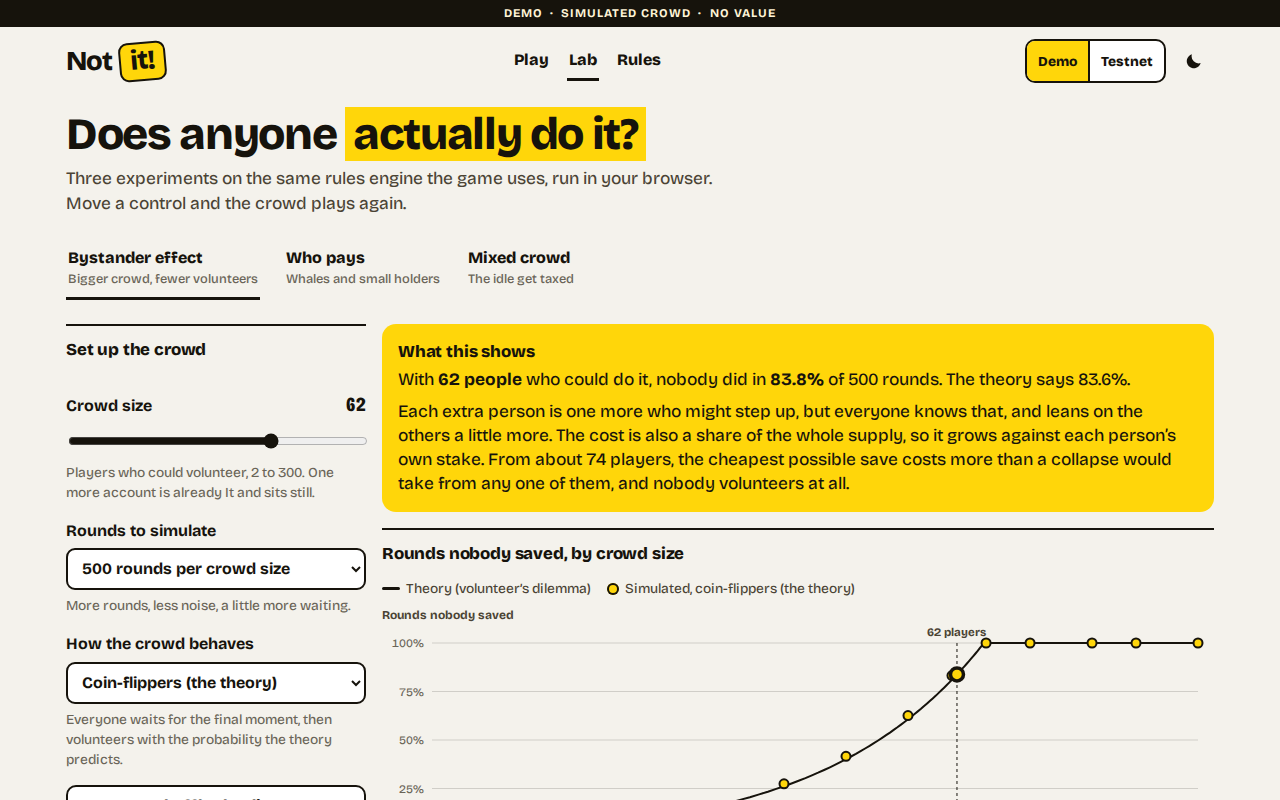 DEMO · SIMULATED CROWD · NO VALUE
Not it!
Play Lab Rules
Demo Testnet
Does anyone actually do it?
Three experiments on the same rules engine the game uses, run in your browser.
Move a control and the crowd plays again.
Bystander effect
Bigger crowd, fewer volunteers
Who pays
Whales and small holders
Mixed crowd
The idle get taxed
Set up the crowd
Crowd size 62
Players who could volunteer, 2 to 300. One
more account is already It and sits still.
Rounds to simulate
500 rounds per crowd size
More rounds, less noise, a little more waiting.
How the crowd behaves
Coin-flippers (the theory)
Everyone waits for the final moment, then
volunteers with the probability the theory
predicts.
What this shows
With 62 people who could do it, nobody did in 83.8% of 500 rounds. The theory says 83.6%.
Each extra person is one more who might step up, but everyone knows that, and leans on the
others a little more. The cost is also a share of the whole supply, so it grows against each person's
own stake. From about 74 players, the cheapest possible save costs more than a collapse would
take from any one of them, and nobody volunteers at all.
Rounds nobody saved, by crowd size
Theory (volunteer's dilemma) Simulated, coin-flippers (the theory)
Rounds nobody saved
62 players
100%
75%
50%
25%